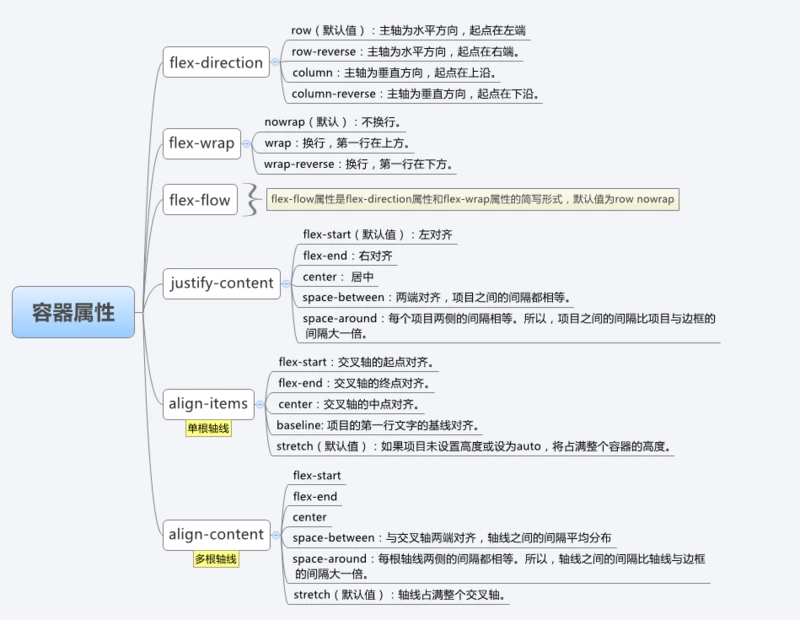 容器属性
flex-direction
row（默认值）：主轴为水平方向，起点在左端
row-reverse：主轴为水平方向，起点在右端。
column：主轴为垂直方向，起点在上沿。
column-reverse：主轴为垂直方向，起点在下沿。
flex-wrap
nowrap（默认）：不换行。
wrap：换行，第一行在上方。
wrap-reverse：换行，第一行在下方。
flex-flow
flex-flow属性是flex-direction属性和flex-wrap属性的简写形式，默认值为row nowrap
justify-content
flex-start（默认值）：左对齐
flex-end：右对齐
center： 居中
space-between：两端对齐，项目之间的间隔都相等。
space-around：每个项目两侧的间隔相等。所以，项目之间的间隔比项目与边框的
间隔大一倍。
align-items
单根轴线
flex-start：交叉轴的起点对齐。
flex-end：交叉轴的终点对齐。
center：交叉轴的中点对齐。
baseline: 项目的第一行文字的基线对齐。
stretch（默认值）：如果项目未设置高度或设为auto，将占满整个容器的高度。
align-content
多根轴线
flex-start
flex-end
center
space-between：与交叉轴两端对齐，轴线之间的间隔平均分布
space-around：每根轴线两侧的间隔都相等。所以，轴线之间的间隔比轴线与边框
的间隔大一倍。
stretch（默认值）：轴线占满整个交叉轴。